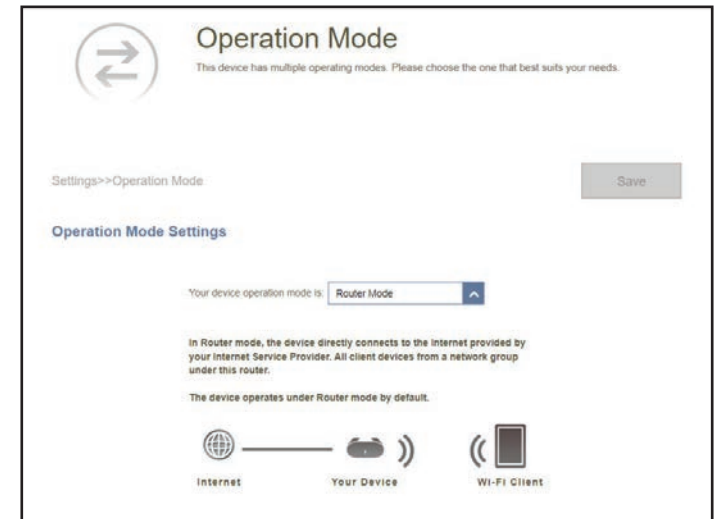 Operation Mode
This device has multiple operating modes. Please choose the one that best suits your needs.
Settings>>Operation Mode
Save
Operation Mode Settings
Your device operation mode is:
Router Mode
In Router mode, the device directly connects to the Internet provided by
your Internet Service Provider. All client devices from a network group
under this router.
The device operates under Router mode by default.
Internet
Your Device
Wi-Fi Client